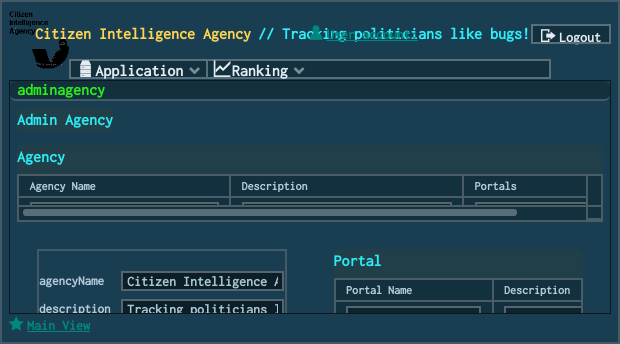 Citizen
Intelligence
Agency
Citizen Intelligence Agency // Tracking politicians like bugs!
Logout
Application
Ranking
adminagency
Admin Agency
Agency
Agency Name
Description
Portals
agencyName
Citizen Intelligence A
description
Tracking politicians l
Portal
Portal Name
Description
Main View